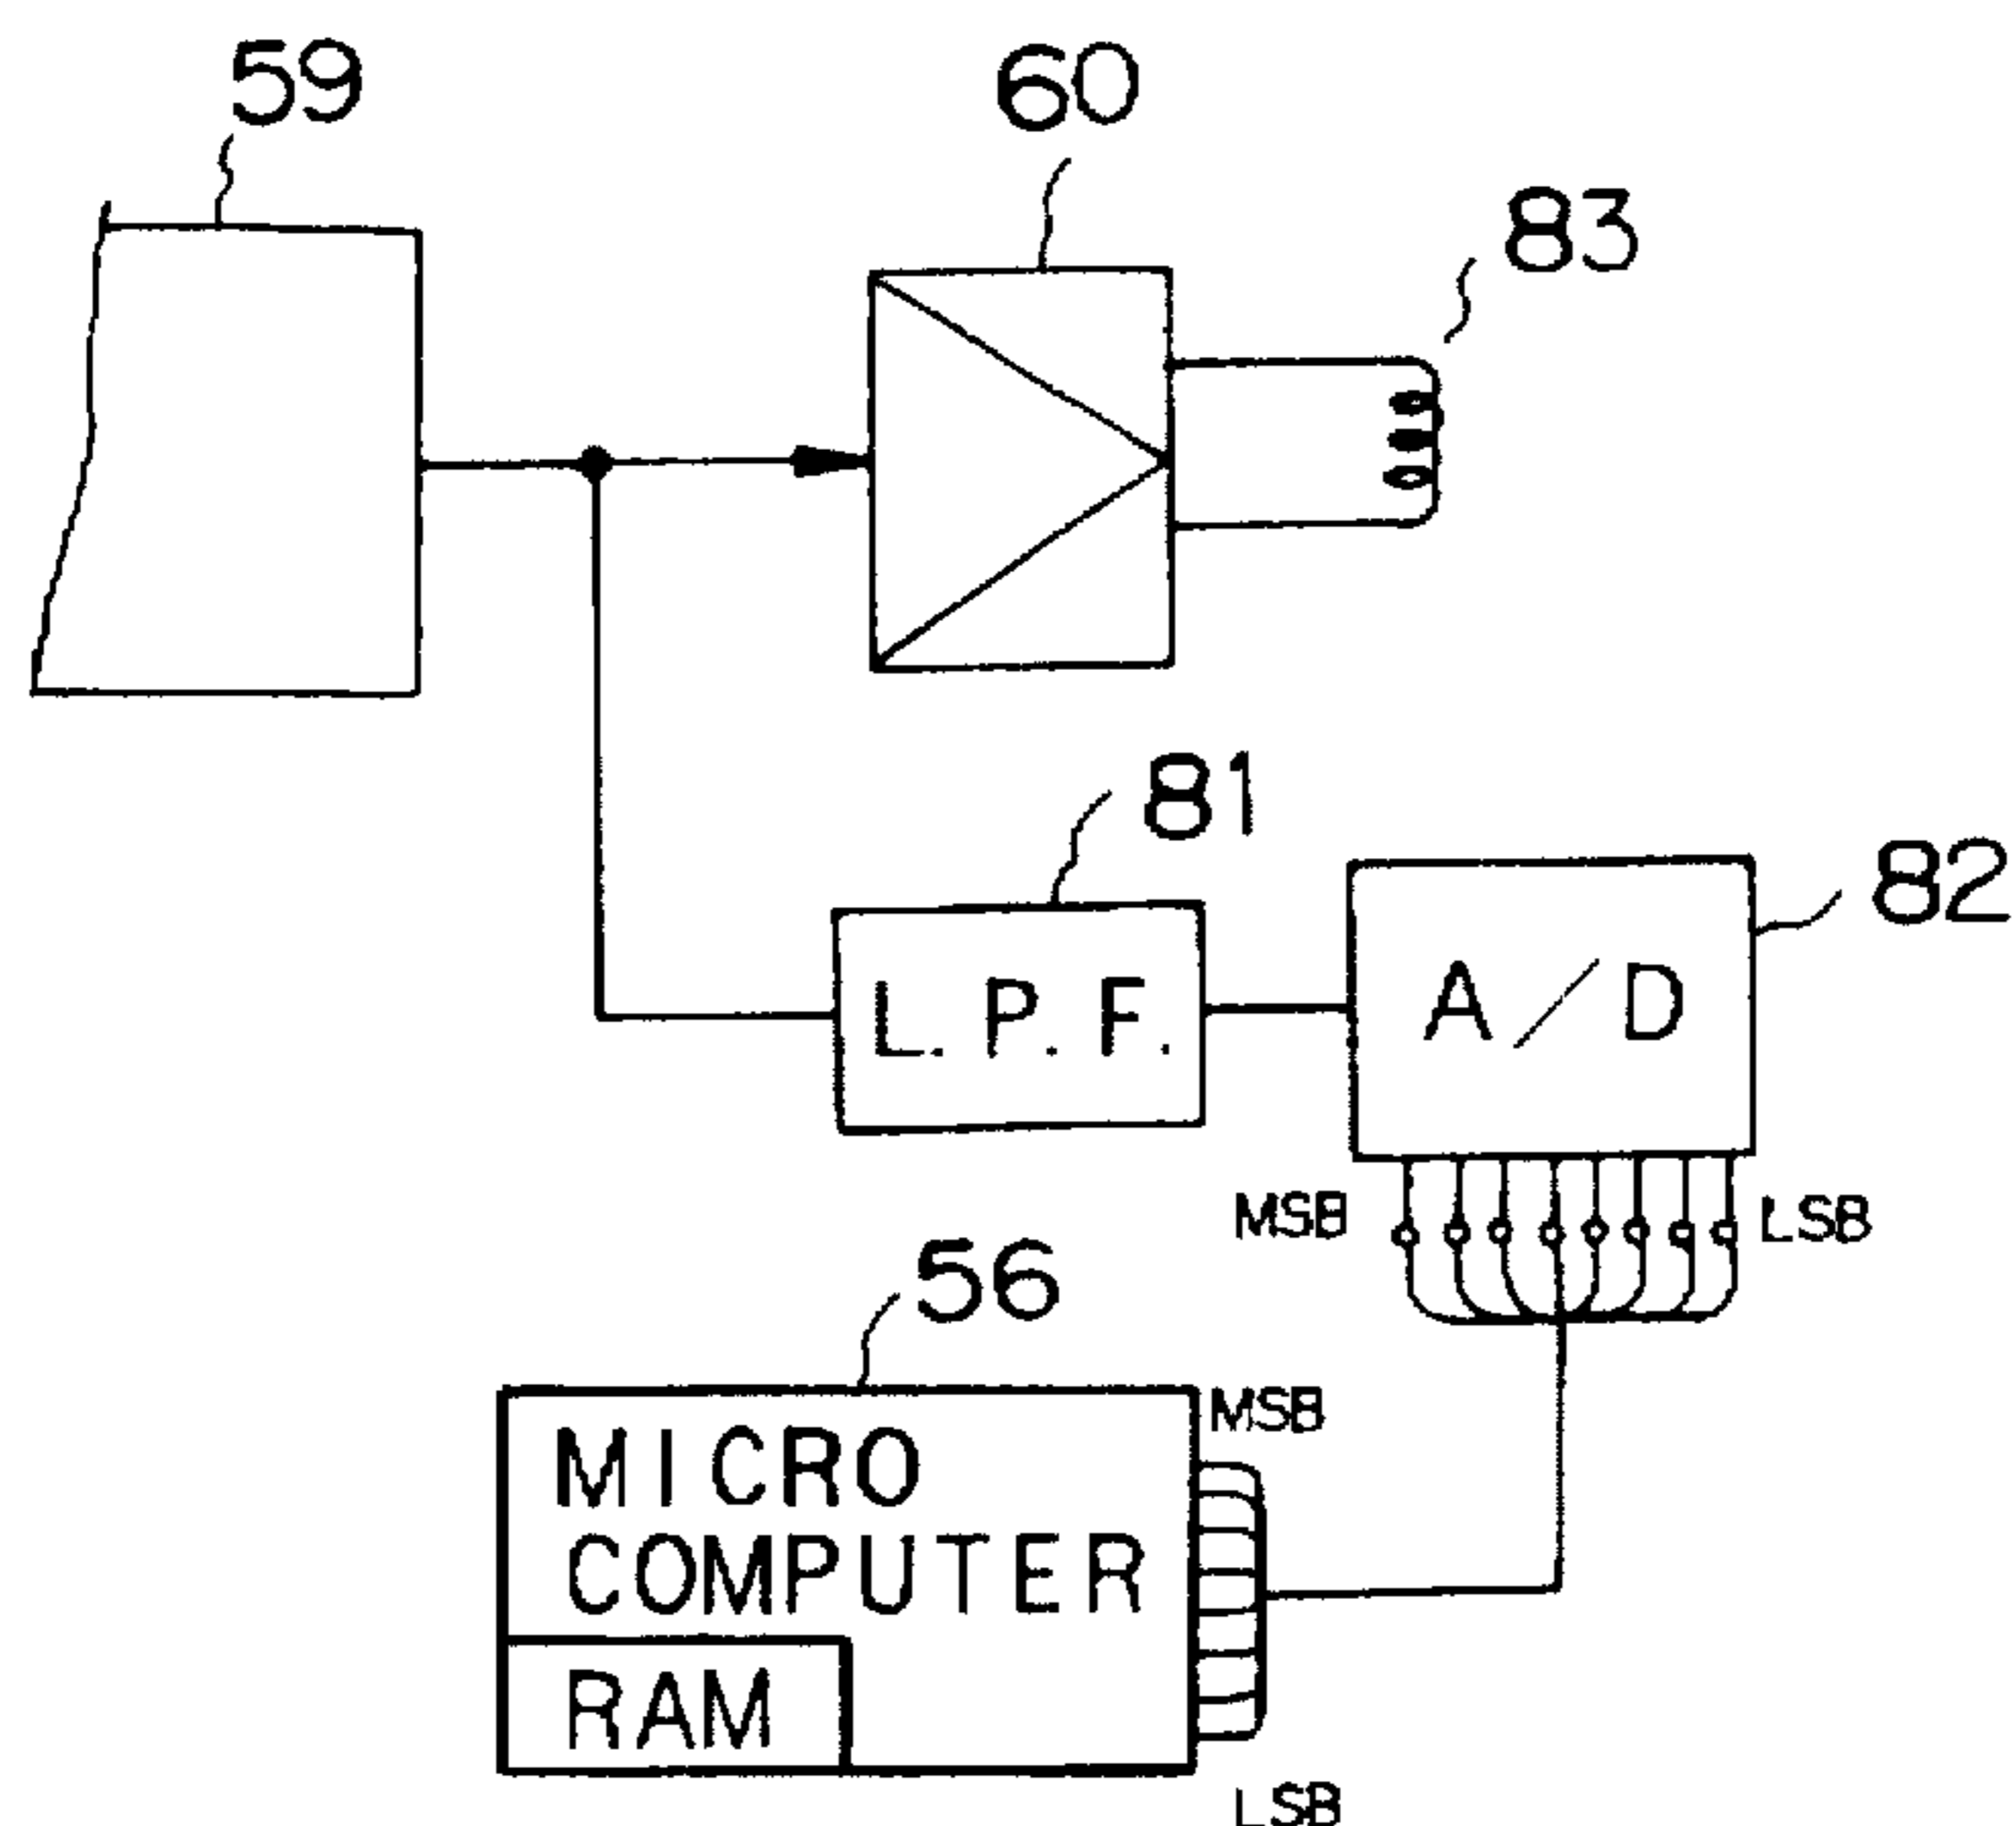 59
60
83
81
82
L.P.F.
A/D
MSB
LSB
56
MSB
MICRO
COMPUTER
RAM
LSB